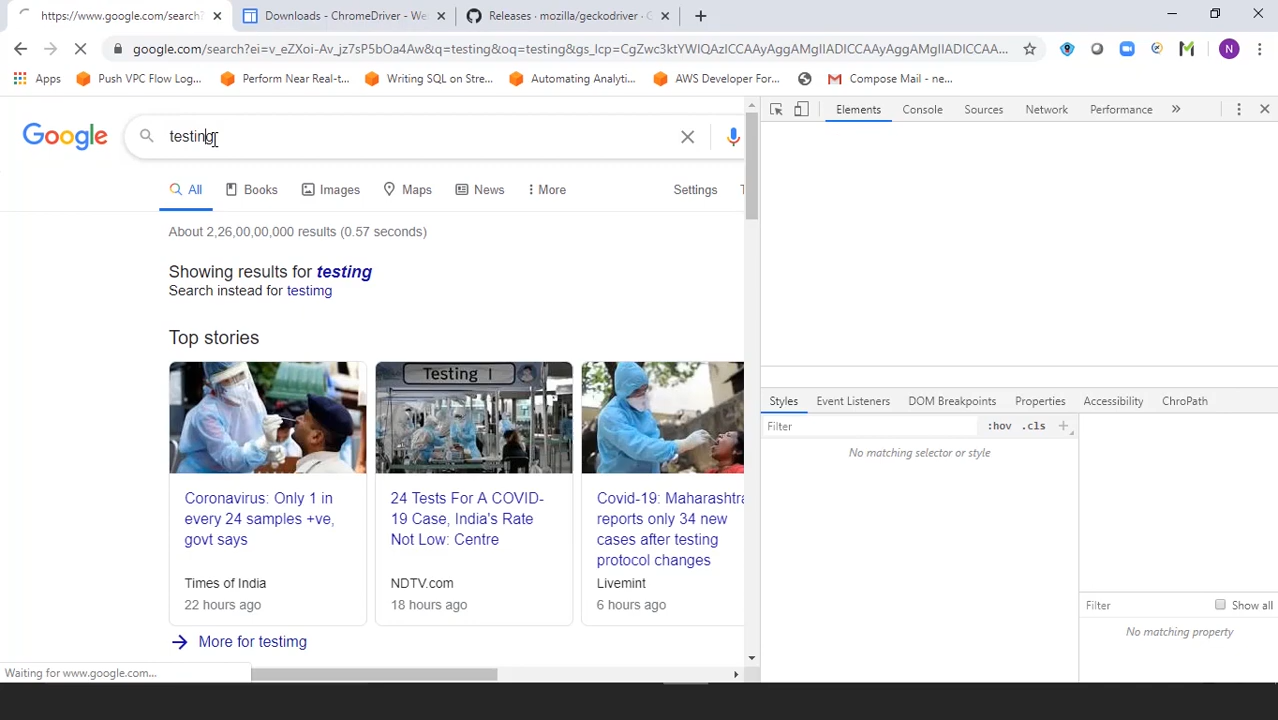 https://www.google.com/search?
Downloads - ChromeDriver - We
Releases · mozilla/geckodriver · G
google.com/search?ei=v_eZXoi-Av_jz7sP5bOa4Aw&q=testing&oq=testing&gs_lcp=CgZwc3ktYWIQAzICCAAyAggAMgIIADICCAAyAggAMgIIADICCAA...
N
Apps
Push VPC Flow Log...
Perform Near Real-t...
Writing SQL on Stre...
Automating Analyti...
AWS Developer For...
Compose Mail - ne...
Elements
Console
Sources
Network
Performance
Google
testing
All
Books
Images
Maps
News
More
Settings
T
About 2,26,00,00,000 results (0.57 seconds)
Showing results for testing
Search instead for testimg
Top stories
Testing I
Coronavirus: Only 1 in
every 24 samples +ve,
govt says
Times of India
22 hours ago
24 Tests For A COVID-
19 Case, India's Rate
Not Low: Centre
NDTV.com
18 hours ago
Covid-19: Maharashtra
reports only 34 new
cases after testing
protocol changes
Livemint
6 hours ago
More for testimg
Waiting for www.google.com...
Styles
Event Listeners
DOM Breakpoints
Properties
Accessibility
ChroPath
Filter
:hov
.cls
No matching selector or style
Filter
Show all
No matching property